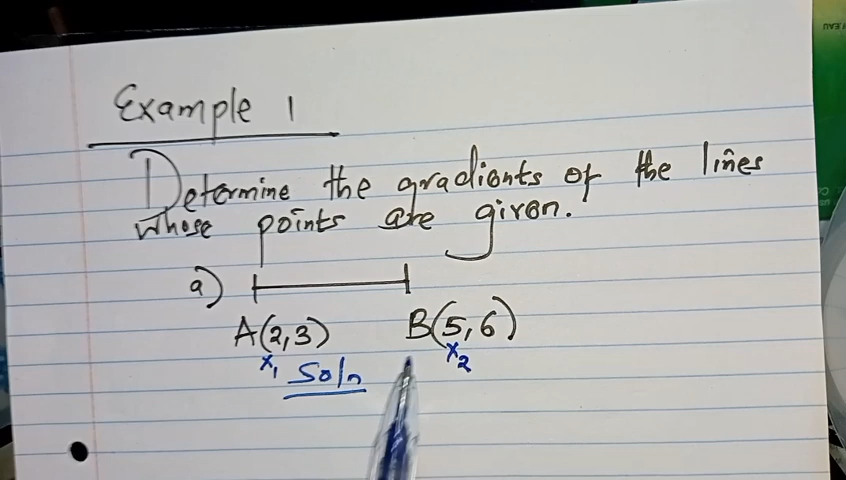 Example 1
Determine the gradients of the lines
whose points are given.
a)
A(2,3) B(5,6)
x₁ x₂
Soln